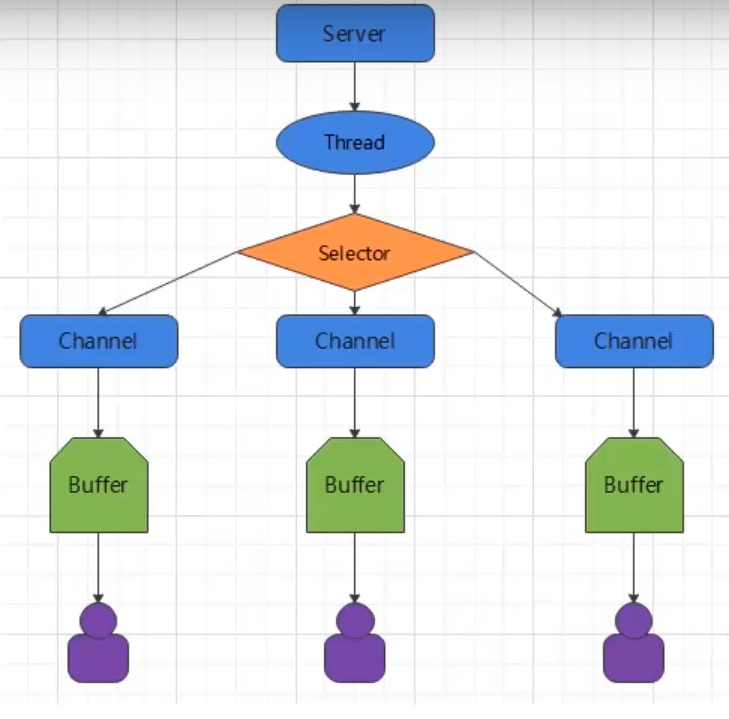 Server
Thread
Selector
Channel
Channel
Channel
Buffer
Buffer
Buffer